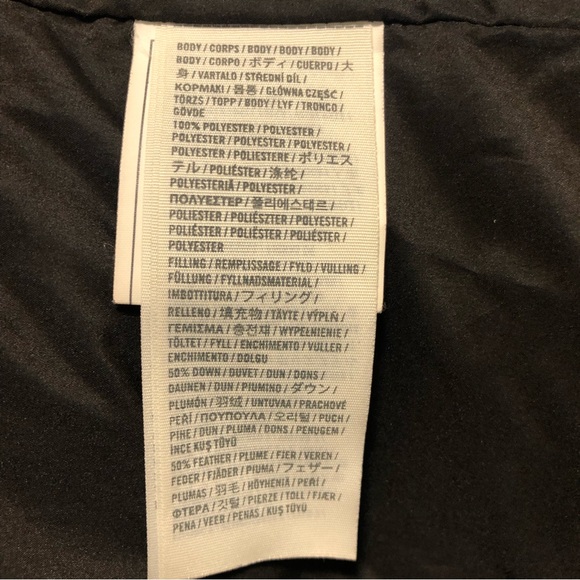 BODY / CORPS / BODY / BODY / BODY /
BODY / CORPO / ボディ / CUERPO / 大
身 / VARTALO / STŘEDNÍ DÍL /
ΚΟΡΜΑΚΙ / 몸통 / GŁÓWNA CZĘŚĆ /
TÖRZS / TOPP / BODY / LYF / TRONCO /
GÖVDE
100% POLYESTER / POLYESTER /
POLYESTER / POLYESTER / POLYESTER /
POLYESTER / POLIESTERE / ポリエス
テル / POLIÉSTER / 涤纶 /
POLYESTERIÄ / POLYESTER /
ΠΟΛΥΕΣΤΕΡ / 폴리에스테르 /
POLIESTER / POLIÉSZTER / POLYESTER /
POLIÉSTER / POLIÉSTER / POLIÉSTER /
POLYESTER
FILLING / REMPLISSAGE / FYLD / VULLING /
FÜLLUNG / FYLLNADSMATERIAL /
IMBOTTITURA / フィリング /
RELLENO / 填充物 / TÄYTE / VÝPLŇ /
ΓΕΜΙΣΜΑ / 충전재 / WYPEŁNIENIE /
TÖLTET / FYLL / ENCHIMENTO / VULLER /
ENCHIMENTO / DOLGU
50% DOWN / DUVET / DUN / DONS /
DAUNEN / DUN / PIUMINO / ダウン /
PLUMÓN / 羽绒 / UNTUVAA / PRACHOVÉ
PEŘÍ / ΠΟΥΠΟΥΛΑ / 오리털 / PUCH /
PIHE / DUN / PLUMA / DONS / PENUGEM /
İNCE KUŞ TÜYÜ
50% FEATHER / PLUME / FJER / VEREN /
FEDER / FJÄDER / PIUMA / フェザー /
PLUMAS / 羽毛 / HÖYHENIÄ / PEŘÍ /
ΦΤΕΡΑ / 깃털 / PIERZE / TOLL / FJÆR /
PENA / VEER / PENAS / KUŞ TÜYÜ